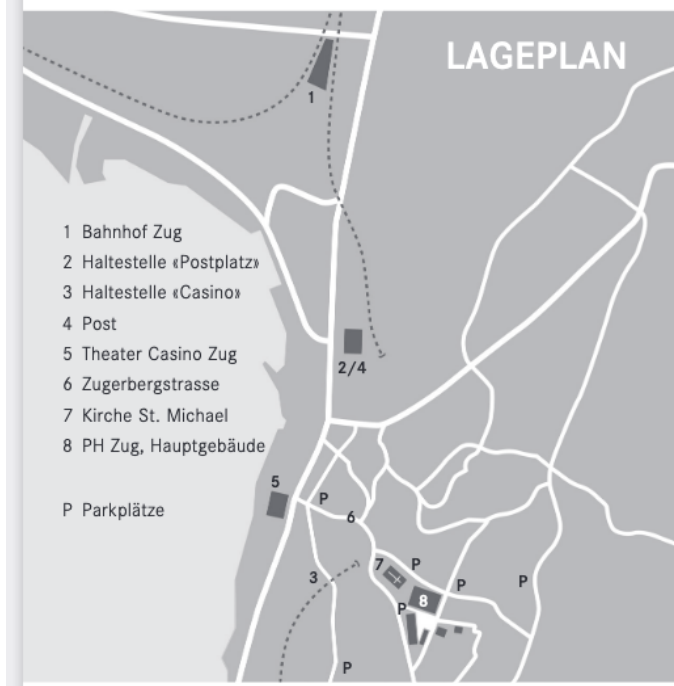 LAGEPLAN
1
1 Bahnhof Zug
2 Haltestelle «Postplatz»
3 Haltestelle «Casino»
4 Post
5 Theater Casino Zug
6 Zugerbergstrasse
7 Kirche St. Michael
8 PH Zug, Hauptgebäude
P Parkplätze
2/4
5
P
6
7
P
3
P
P
8
P
P